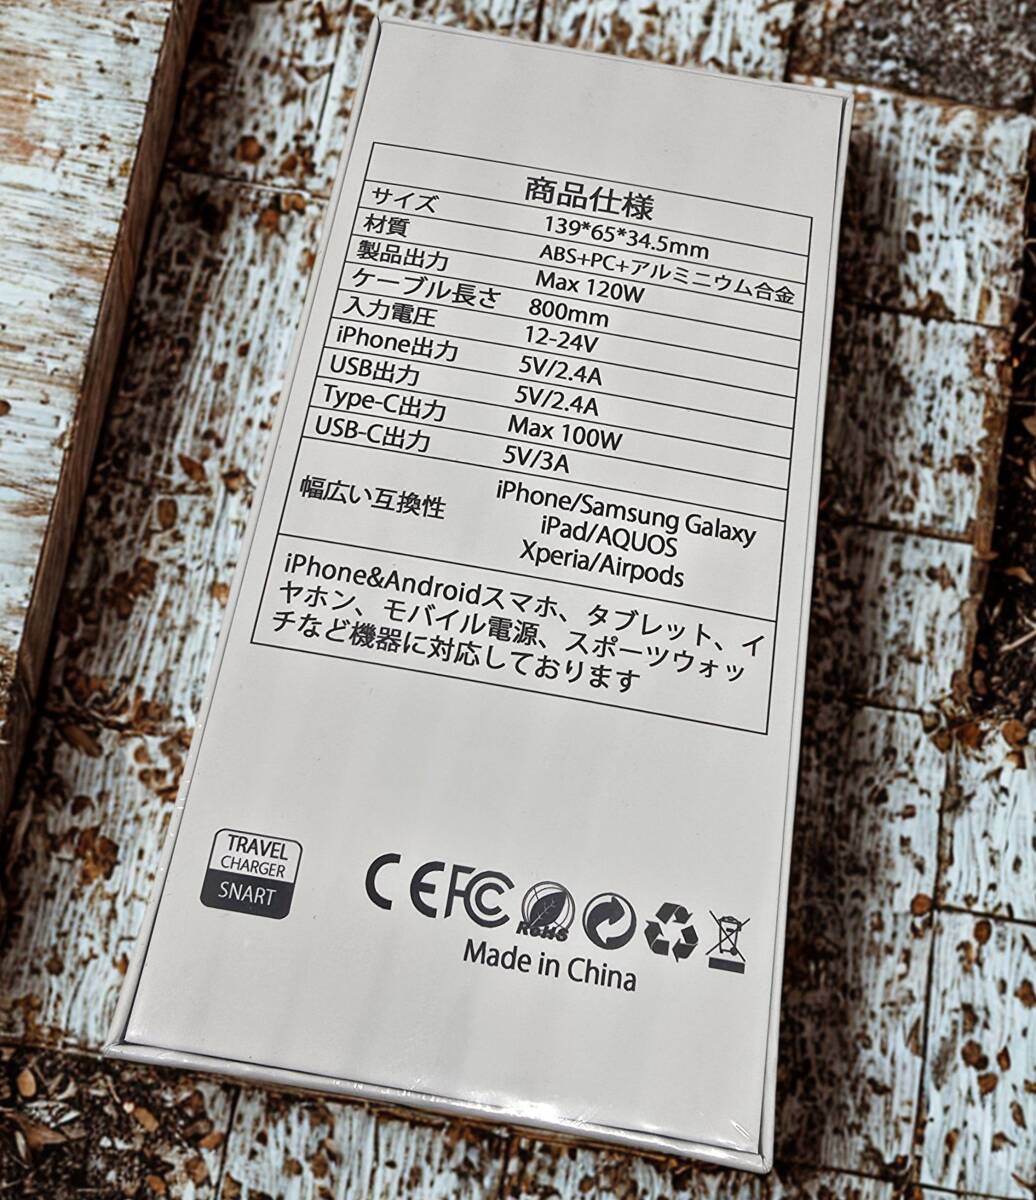 商品仕様
サイズ 139*65*34.5mm
材質 ABS+PC+アルミニウム合金
製品出力 Max 120W
ケーブル長さ 800mm
入力電圧 12-24V
iPhone出力 5V/2.4A
USB出力 5V/2.4A
Type-C出力 Max 100W
USB-C出力 5V/3A
幅広い互換性 iPhone/Samsung Galaxy
iPad/AQUOS
Xperia/Airpods
iPhone&Androidスマホ、タブレット、イ
ヤホン、モバイル電源、スポーツウォッ
チなど機器に対応しております
TRAVEL
CHARGER
SNART
CE FC RoHS
Made in China